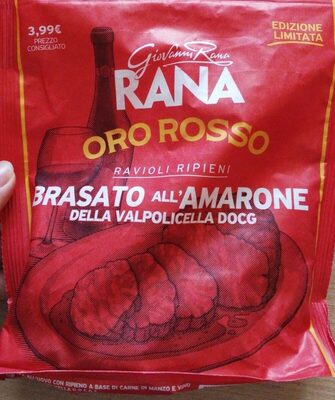 3,99€
PREZZO
CONSIGLIATO
EDIZIONE
LIMITATA
Giovanni Rana
RANA
ORO ROSSO
RAVIOLI RIPIENI
BRASATO ALL'AMARONE
DELLA VALPOLICELLA DOCG
CON RIPIENO A BASE DI CARNE DI MANZO E VINO